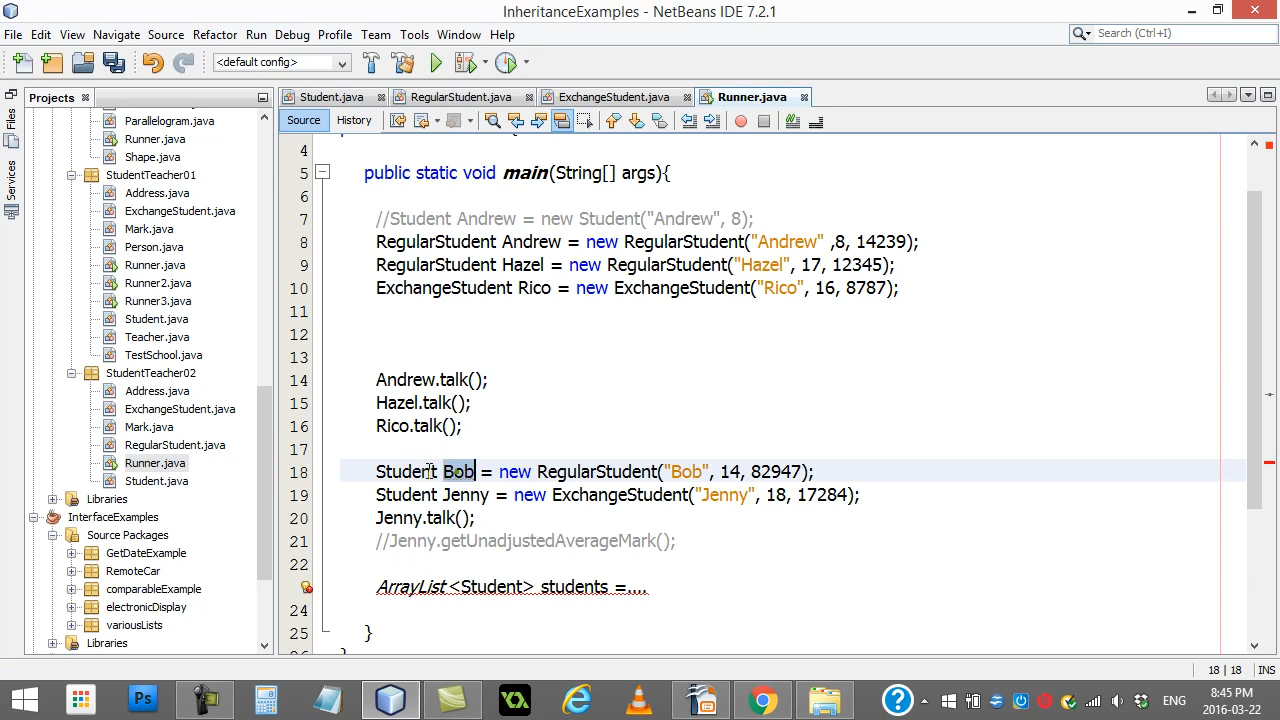 InheritanceExamples - NetBeans IDE 7.2.1
File Edit View Navigate Source Refactor Run Debug Profile Team Tools Window Help
Search (Ctrl+I)
<default config>
Projects
Student.java RegularStudent.java ExchangeStudent.java Runner.java
Source History
Files
Services
Parallelogram.java
Runner.java
Shape.java
StudentTeacher01
Address.java
ExchangeStudent.java
Mark.java
Person.java
Runner.java
Runner2.java
Runner3.java
Student.java
Teacher.java
TestSchool.java
StudentTeacher02
Address.java
ExchangeStudent.java
Mark.java
RegularStudent.java
Runner.java
Student.java
Libraries
InterfaceExamples
Source Packages
GetDateExample
RemoteCar
comparableExample
electronicDisplay
variousLists
Libraries
4
5 public static void main(String[] args){
6
7 //Student Andrew = new Student("Andrew", 8);
8 RegularStudent Andrew = new RegularStudent("Andrew" ,8, 14239);
9 RegularStudent Hazel = new RegularStudent("Hazel", 17, 12345);
10 ExchangeStudent Rico = new ExchangeStudent("Rico", 16, 8787);
11
12
13
14 Andrew.talk();
15 Hazel.talk();
16 Rico.talk();
17
18 Student Bob = new RegularStudent("Bob", 14, 82947);
19 Student Jenny = new ExchangeStudent("Jenny", 18, 17284);
20 Jenny.talk();
21 //Jenny.getUnadjustedAverageMark();
22
ArrayList<Student> students =....
24
25 }
18 | 18 INS
Ps
ENG
8:45 PM
2016-03-22